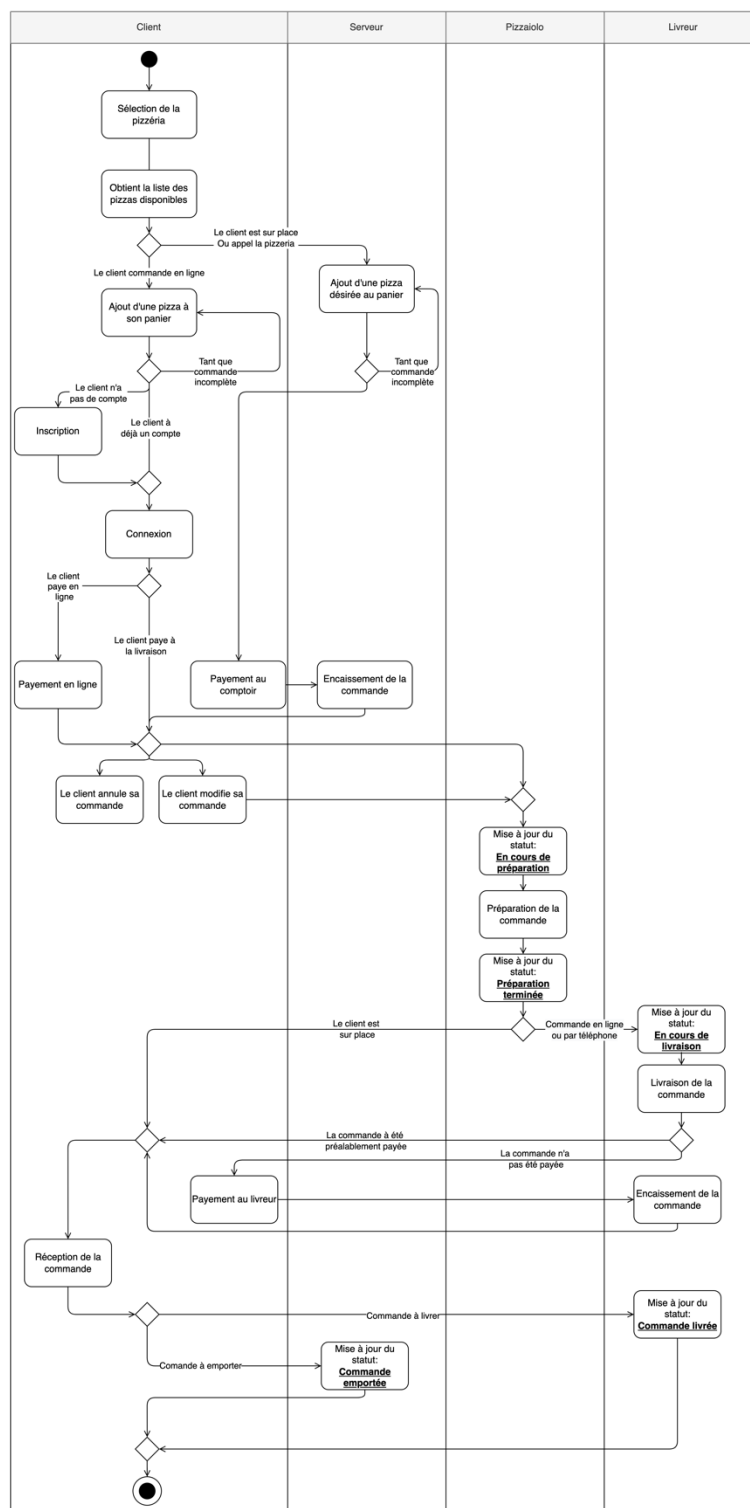 Client
Serveur
Pizzaiolo
Livreur
Sélection de la
pizzéria
Obtient la liste des
pizzas disponibles
Le client est sur place
Ou appel la pizzeria
Le client commande en ligne
Ajout d'une pizza à
son panier
Ajout d'une pizza
désirée au panier
Tant que
commande
incomplète
Tant que
commande
incomplète
Le client n'a
pas de compte
Inscription
Le client à
déjà un compte
Connexion
Le client
paye en
ligne
Le client paye à
la livraison
Payement en ligne
Payement au
comptoir
Encaissement de la
commande
Le client annule sa
commande
Le client modifie sa
commande
Mise à jour du
statut:
En cours de
préparation
Préparation de la
commande
Mise à jour du
statut:
Préparation
terminée
Le client est
sur place
Commande en ligne
ou par téléphone
Mise à jour du
statut:
En cours de
livraison
Livraison de la
commande
La commande à été
préalablement payée
La commande n'a
pas été payée
Payement au livreur
Encaissement de la
commande
Réception de la
commande
Commande à livrer
Mise à jour du
statut:
Commande livrée
Comande à emporter
Mise à jour du
statut:
Commande
emportée